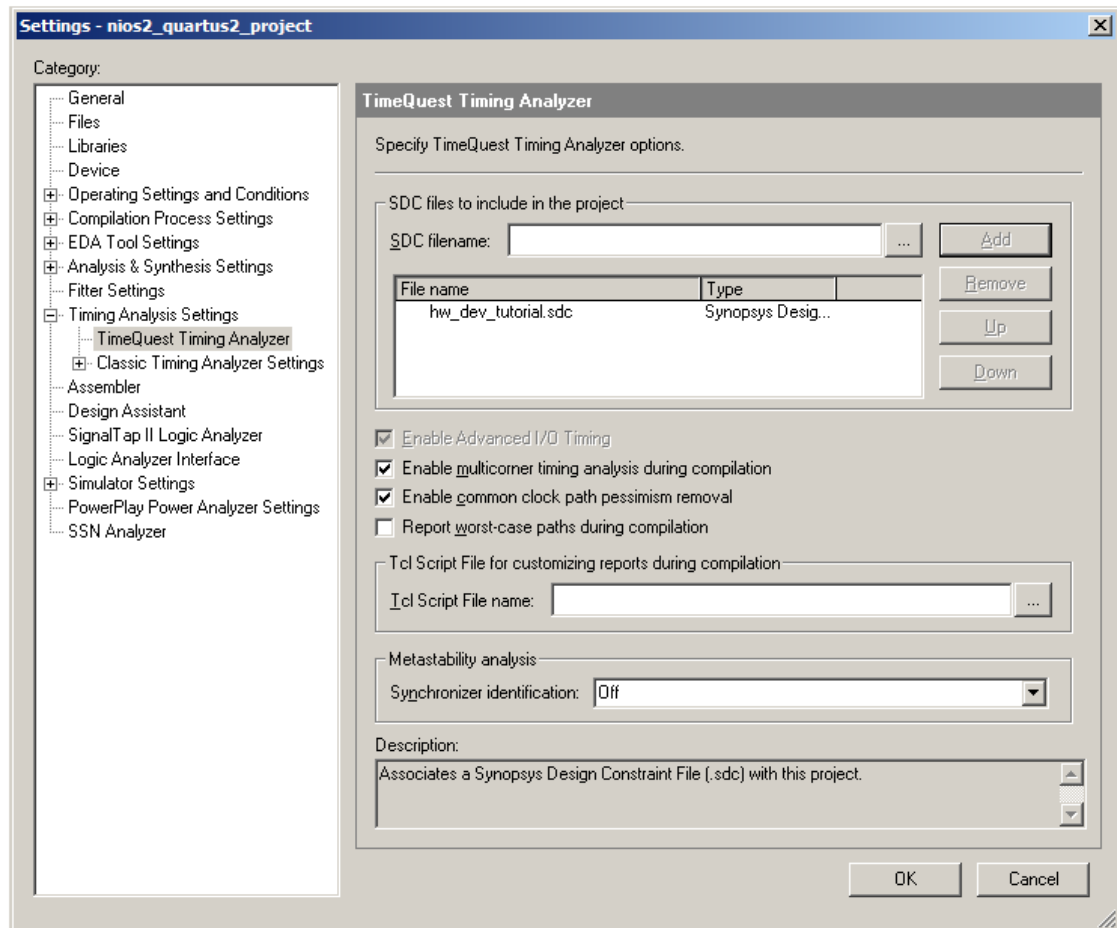 Settings - nios2_quartus2_project
Category:
General
Files
Libraries
Device
Operating Settings and Conditions
Compilation Process Settings
EDA Tool Settings
Analysis & Synthesis Settings
Fitter Settings
Timing Analysis Settings
TimeQuest Timing Analyzer
Classic Timing Analyzer Settings
Assembler
Design Assistant
SignalTap II Logic Analyzer
Logic Analyzer Interface
Simulator Settings
PowerPlay Power Analyzer Settings
SSN Analyzer
TimeQuest Timing Analyzer
Specify TimeQuest Timing Analyzer options.
SDC files to include in the project
SDC filename: ... Add
File name Type Remove
hw_dev_tutorial.sdc Synopsys Desig...
Up
Down
Enable Advanced I/O Timing
Enable multicorner timing analysis during compilation
Enable common clock path pessimism removal
Report worst-case paths during compilation
Tcl Script File for customizing reports during compilation
Tcl Script File name: ...
Metastability analysis
Synchronizer identification: Off
Description:
Associates a Synopsys Design Constraint File (.sdc) with this project.
OK Cancel